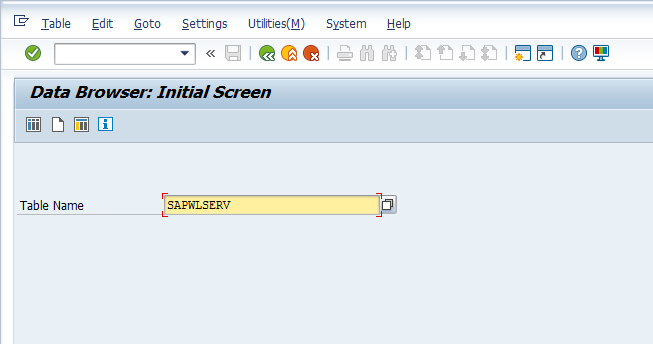 Table Edit Goto Settings Utilities(M) System Help
Data Browser: Initial Screen
Table Name SAPWLSERV